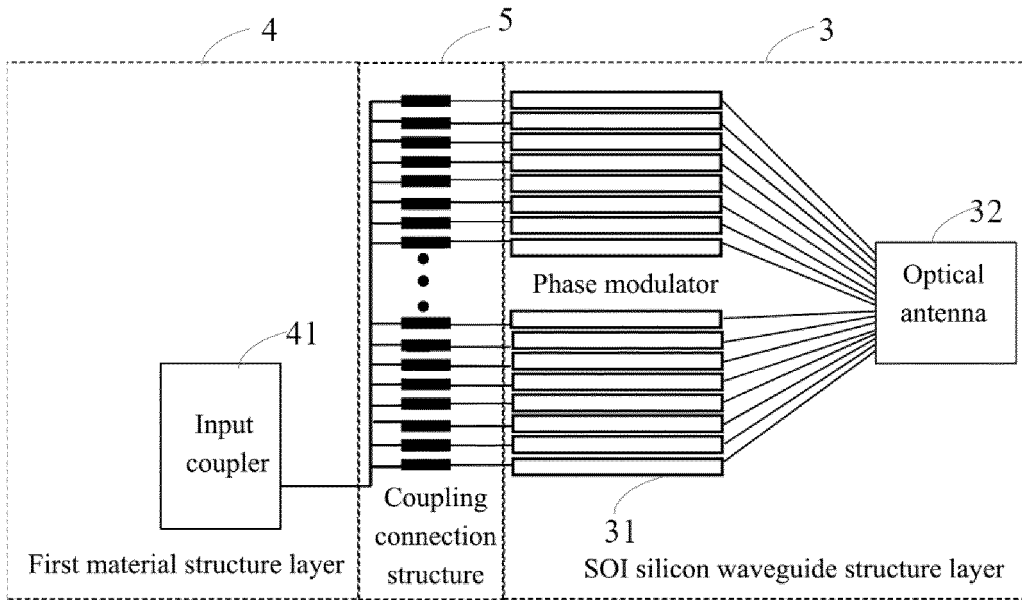 4
5
3
32
Optical
antenna
Phase modulator
41
Input
coupler
Coupling
connection
structure
31
First material structure layer
SOI silicon waveguide structure layer